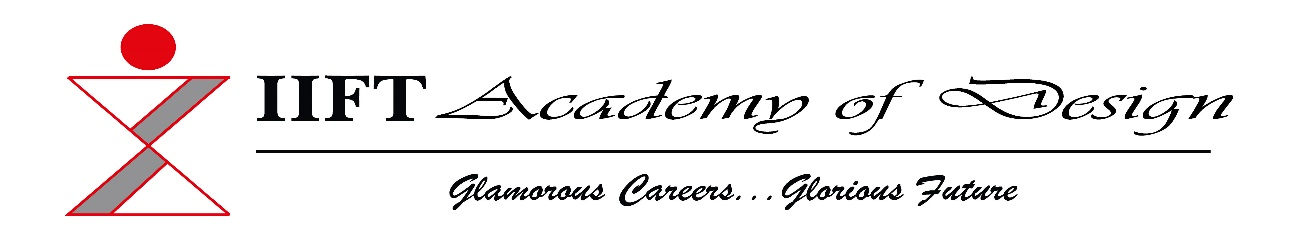 IIFT Academy of Design
Glamorous Careers...Glorious Future